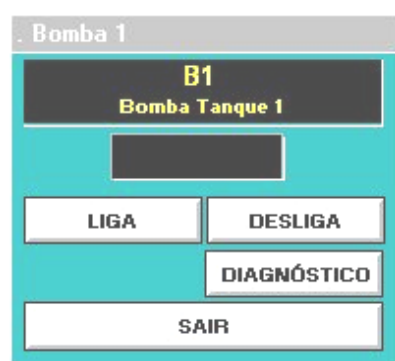 . Bomba 1
B1
Bomba Tanque 1
LIGA
DESLIGA
DIAGNÓSTICO
SAIR